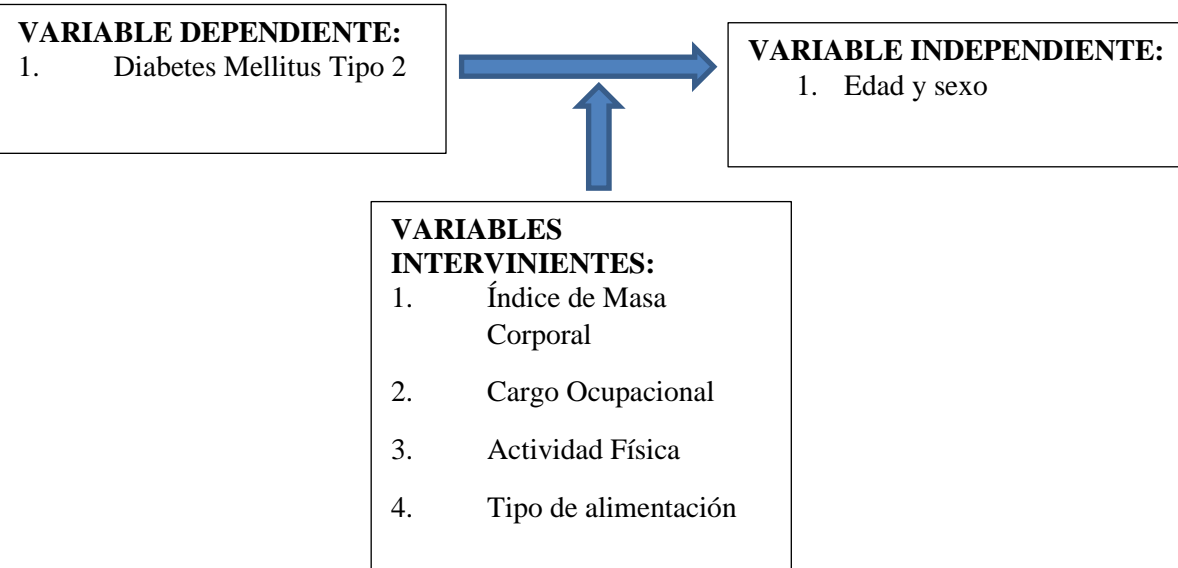 VARIABLE DEPENDIENTE:
1. Diabetes Mellitus Tipo 2
VARIABLE INDEPENDIENTE:
1. Edad y sexo
VARIABLES
INTERVINIENTES:
1. Índice de Masa
Corporal
2. Cargo Ocupacional
3. Actividad Física
4. Tipo de alimentación